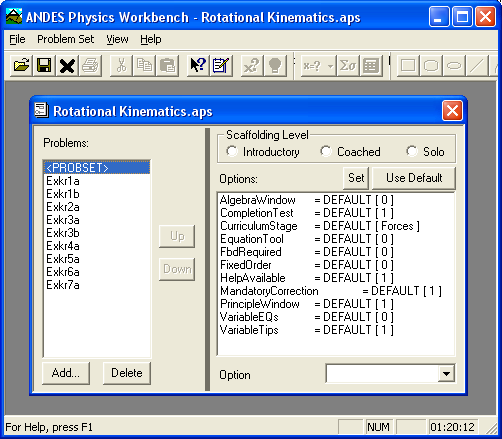 ANDES Physics Workbench - Rotational Kinematics.aps
File Problem Set View Help
x=? Σσ
Rotational Kinematics.aps
Problems:
<PROBSET>
Exkr1a
Exkr1b
Exkr2a
Exkr3a
Exkr3b
Exkr4a
Exkr5a
Exkr6a
Exkr7a
Up
Down
Add...
Delete
Scaffolding Level
Introductory Coached Solo
Options:
Set
Use Default
AlgebraWindow = DEFAULT [ 0 ]
CompletionTest = DEFAULT [ 1 ]
CurriculumStage = DEFAULT [ Forces ]
EquationTool = DEFAULT [ 0 ]
FbdRequired = DEFAULT [ 0 ]
FixedOrder = DEFAULT [ 0 ]
HelpAvailable = DEFAULT [ 1 ]
MandatoryCorrection = DEFAULT [ 1 ]
PrincipleWindow = DEFAULT [ 1 ]
VariableEQs = DEFAULT [ 0 ]
VariableTips = DEFAULT [ 1 ]
Option
For Help, press F1
NUM
01:20:12